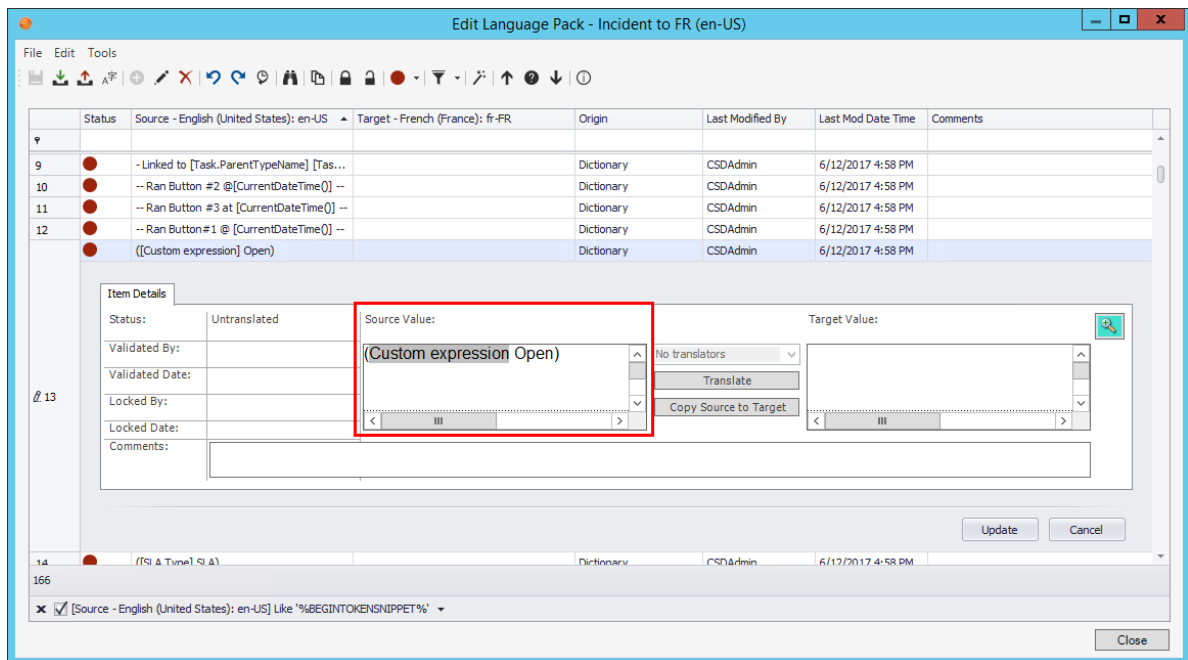 Edit Language Pack - Incident to FR (en-US)
File Edit Tools
Status Source - English (United States): en-US Target - French (France): fr-FR Origin Last Modified By Last Mod Date Time Comments
9 - Linked to [Task.ParentTypeName] [Tas... Dictionary CSDAdmin 6/12/2017 4:58 PM
10 -- Ran Button #2 @[CurrentDateTime()] -- Dictionary CSDAdmin 6/12/2017 4:58 PM
11 -- Ran Button #3 at [CurrentDateTime()] -- Dictionary CSDAdmin 6/12/2017 4:58 PM
12 -- Ran Button#1 @ [CurrentDateTime()] -- Dictionary CSDAdmin 6/12/2017 4:58 PM
([Custom expression] Open) Dictionary CSDAdmin 6/12/2017 4:58 PM
Item Details
Status: Untranslated Source Value: Target Value:
Validated By: (Custom expression Open) No translators
Validated Date: Translate
13 Locked By: Copy Source to Target
Locked Date:
Comments:
Update Cancel
14 ([SLA Type] SLA) Dictionary CSDAdmin 6/12/2017 4:58 PM
166
[Source - English (United States): en-US] Like '%BEGINTOKENSNIPPET%'
Close